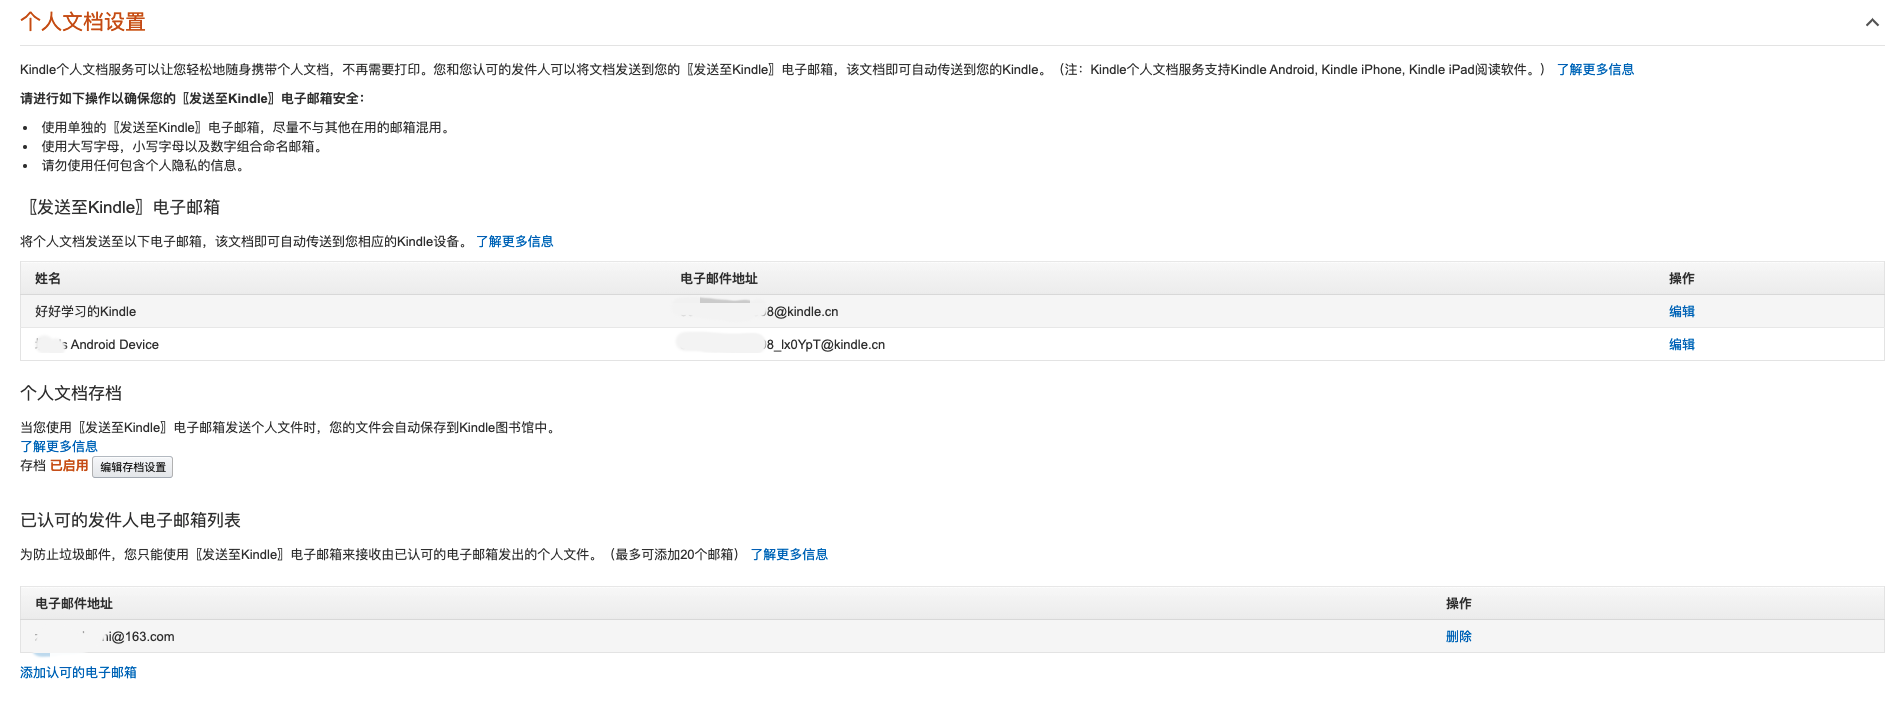 个人文档设置
Kindle个人文档服务可以让您轻松地随身携带个人文档，不再需要打印。您和您认可的发件人可以将文档发送到您的〖发送至Kindle〗电子邮箱，该文档即可自动传送到您的Kindle。（注：Kindle个人文档服务支持Kindle Android, Kindle iPhone, Kindle iPad阅读软件。） 了解更多信息
请进行如下操作以确保您的〖发送至Kindle〗电子邮箱安全：
• 使用单独的〖发送至Kindle〗电子邮箱，尽量不与其他在用的邮箱混用。
• 使用大写字母，小写字母以及数字组合命名邮箱。
• 请勿使用任何包含个人隐私的信息。
〖发送至Kindle〗电子邮箱
将个人文档发送至以下电子邮箱，该文档即可自动传送到您相应的Kindle设备。 了解更多信息
姓名 电子邮件地址 操作
好好学习的Kindle 8@kindle.cn 编辑
s Android Device 8_lx0YpT@kindle.cn 编辑
个人文档存档
当您使用〖发送至Kindle〗电子邮箱发送个人文件时，您的文件会自动保存到Kindle图书馆中。
了解更多信息
存档 已启用 编辑存档设置
已认可的发件人电子邮箱列表
为防止垃圾邮件，您只能使用〖发送至Kindle〗电子邮箱来接收由已认可的电子邮箱发出的个人文件。（最多可添加20个邮箱） 了解更多信息
电子邮件地址 操作
i@163.com 删除
添加认可的电子邮箱